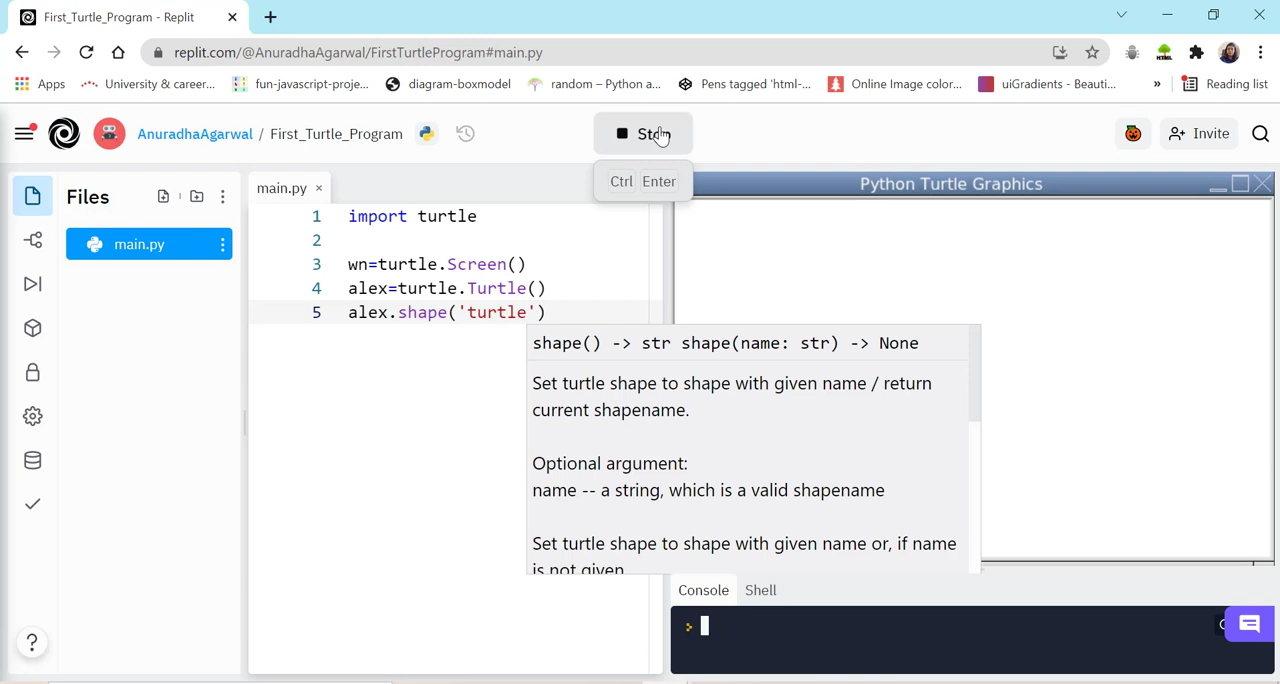 First_Turtle_Program - Replit
replit.com/@AnuradhaAgarwal/FirstTurtleProgram#main.py
Apps
University & career...
fun-javascript-proje...
diagram-boxmodel
random – Python a...
Pens tagged 'html-...
Online Image color...
uiGradients - Beauti...
»
Reading list
AnuradhaAgarwal / First_Turtle_Program
Invite
Ctrl Enter
Files
main.py
main.py ×
1 import turtle
2
3 wn=turtle.Screen()
4 alex=turtle.Turtle()
5 alex.shape('turtle')
shape() -> str shape(name: str) -> None
Set turtle shape to shape with given name / return
current shapename.
Optional argument:
name -- a string, which is a valid shapename
Set turtle shape to shape with given name or, if name
is not given
Python Turtle Graphics
Console
Shell
>
?